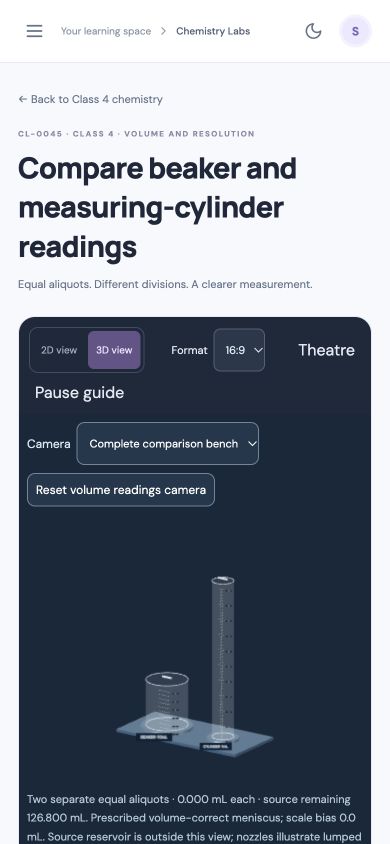 Your learning space > Chemistry Labs
S
← Back to Class 4 chemistry
CL-0045 · CLASS 4 · VOLUME AND RESOLUTION
Compare beaker and
measuring-cylinder
readings
Equal aliquots. Different divisions. A clearer measurement.
2D view 3D view Format 16:9 Theatre
Pause guide
Camera Complete comparison bench
Reset volume readings camera
Two separate equal aliquots · 0.000 mL each · source remaining
126.800 mL. Prescribed volume-correct meniscus; scale bias 0.0
mL. Source reservoir is outside this view; nozzles illustrate lumped